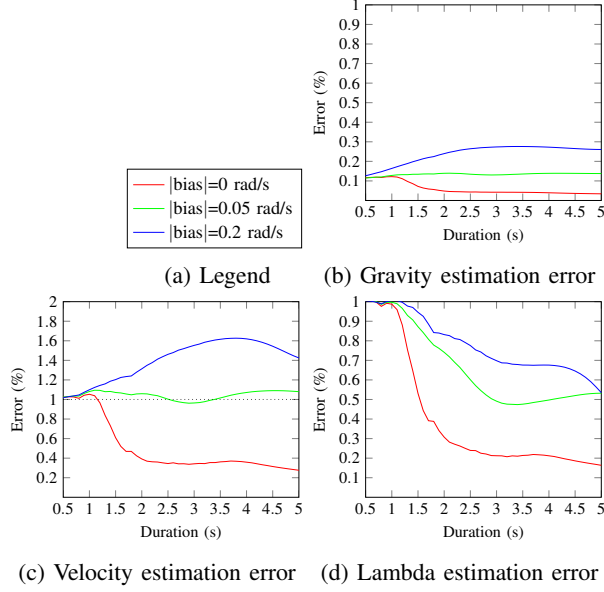 |bias|=0 rad/s
|bias|=0.05 rad/s
|bias|=0.2 rad/s
(a) Legend
1
0.9
0.8
0.7
0.6
0.5
0.4
0.3
0.2
0.1
Error (%)
0.5 1 1.5 2 2.5 3 3.5 4 4.5 5
Duration (s)
(b) Gravity estimation error
2
1.8
1.6
1.4
1.2
1
0.8
0.6
0.4
0.2
Error (%)
0.5 1 1.5 2 2.5 3 3.5 4 4.5 5
Duration (s)
(c) Velocity estimation error
1
0.9
0.8
0.7
0.6
0.5
0.4
0.3
0.2
0.1
Error (%)
0.5 1 1.5 2 2.5 3 3.5 4 4.5 5
Duration (s)
(d) Lambda estimation error